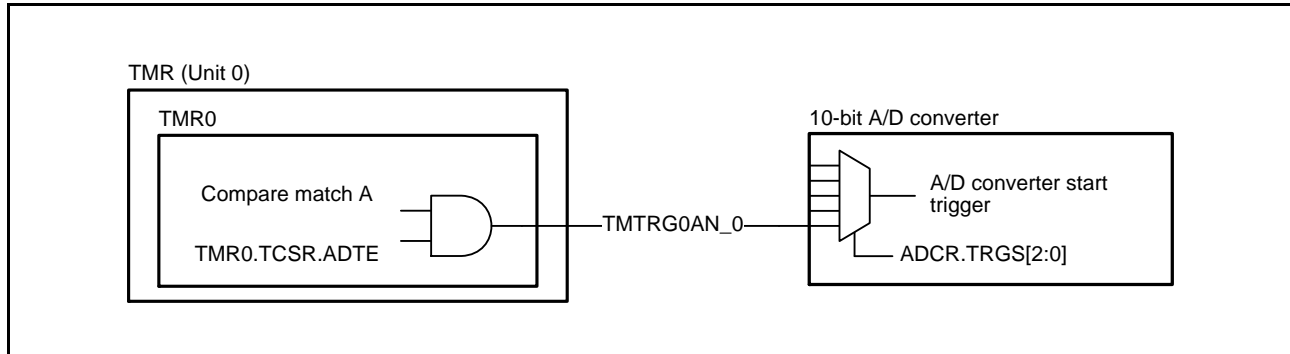 TMR (Unit 0)
TMR0
Compare match A
TMR0.TCSR.ADTE
TMTRG0AN_0
10-bit A/D converter
A/D converter start
trigger
ADCR.TRGS[2:0]